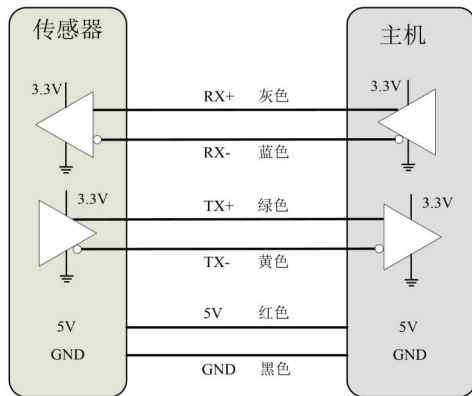 传感器
主机
3.3V
RX+ 灰色
3.3V
RX- 蓝色
3.3V
TX+ 绿色
3.3V
TX- 黄色
5V
5V 红色
5V
GND
GND 黑色
GND